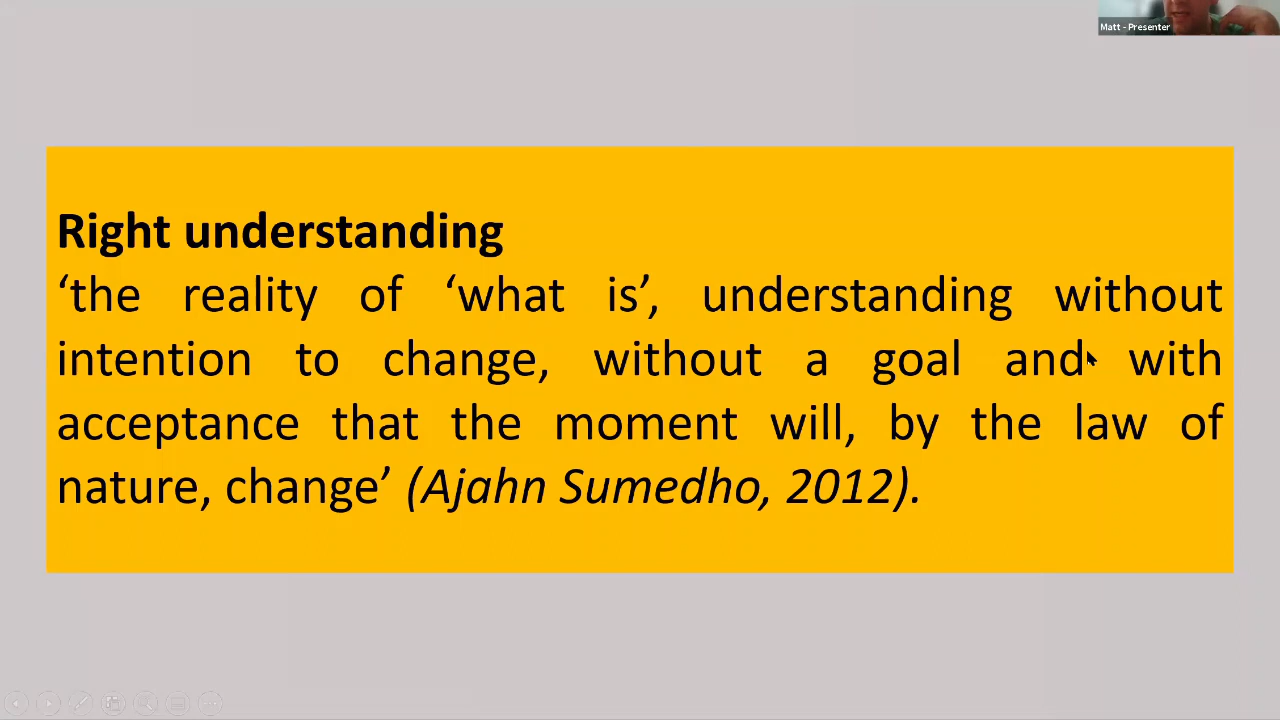 Matt - Presenter
Right understanding
‘the reality of ‘what is’, understanding without
intention to change, without a goal and with
acceptance that the moment will, by the law of
nature, change’ (Ajahn Sumedho, 2012).